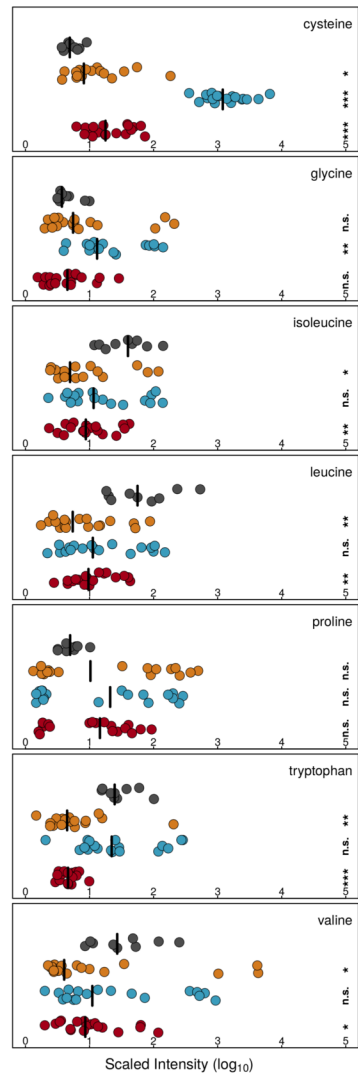 cysteine
*
***
****
0 1 2 3 4 5
glycine
n.s.
**
n.s.
0 1 2 3 4 5
isoleucine
*
n.s.
**
0 1 2 3 4 5
leucine
**
n.s.
**
0 1 2 3 4 5
proline
n.s.
n.s.
n.s.
0 1 2 3 4 5
tryptophan
**
n.s.
***
0 1 2 3 4 5
valine
*
n.s.
*
0 1 2 3 4 5
Scaled Intensity (log10)